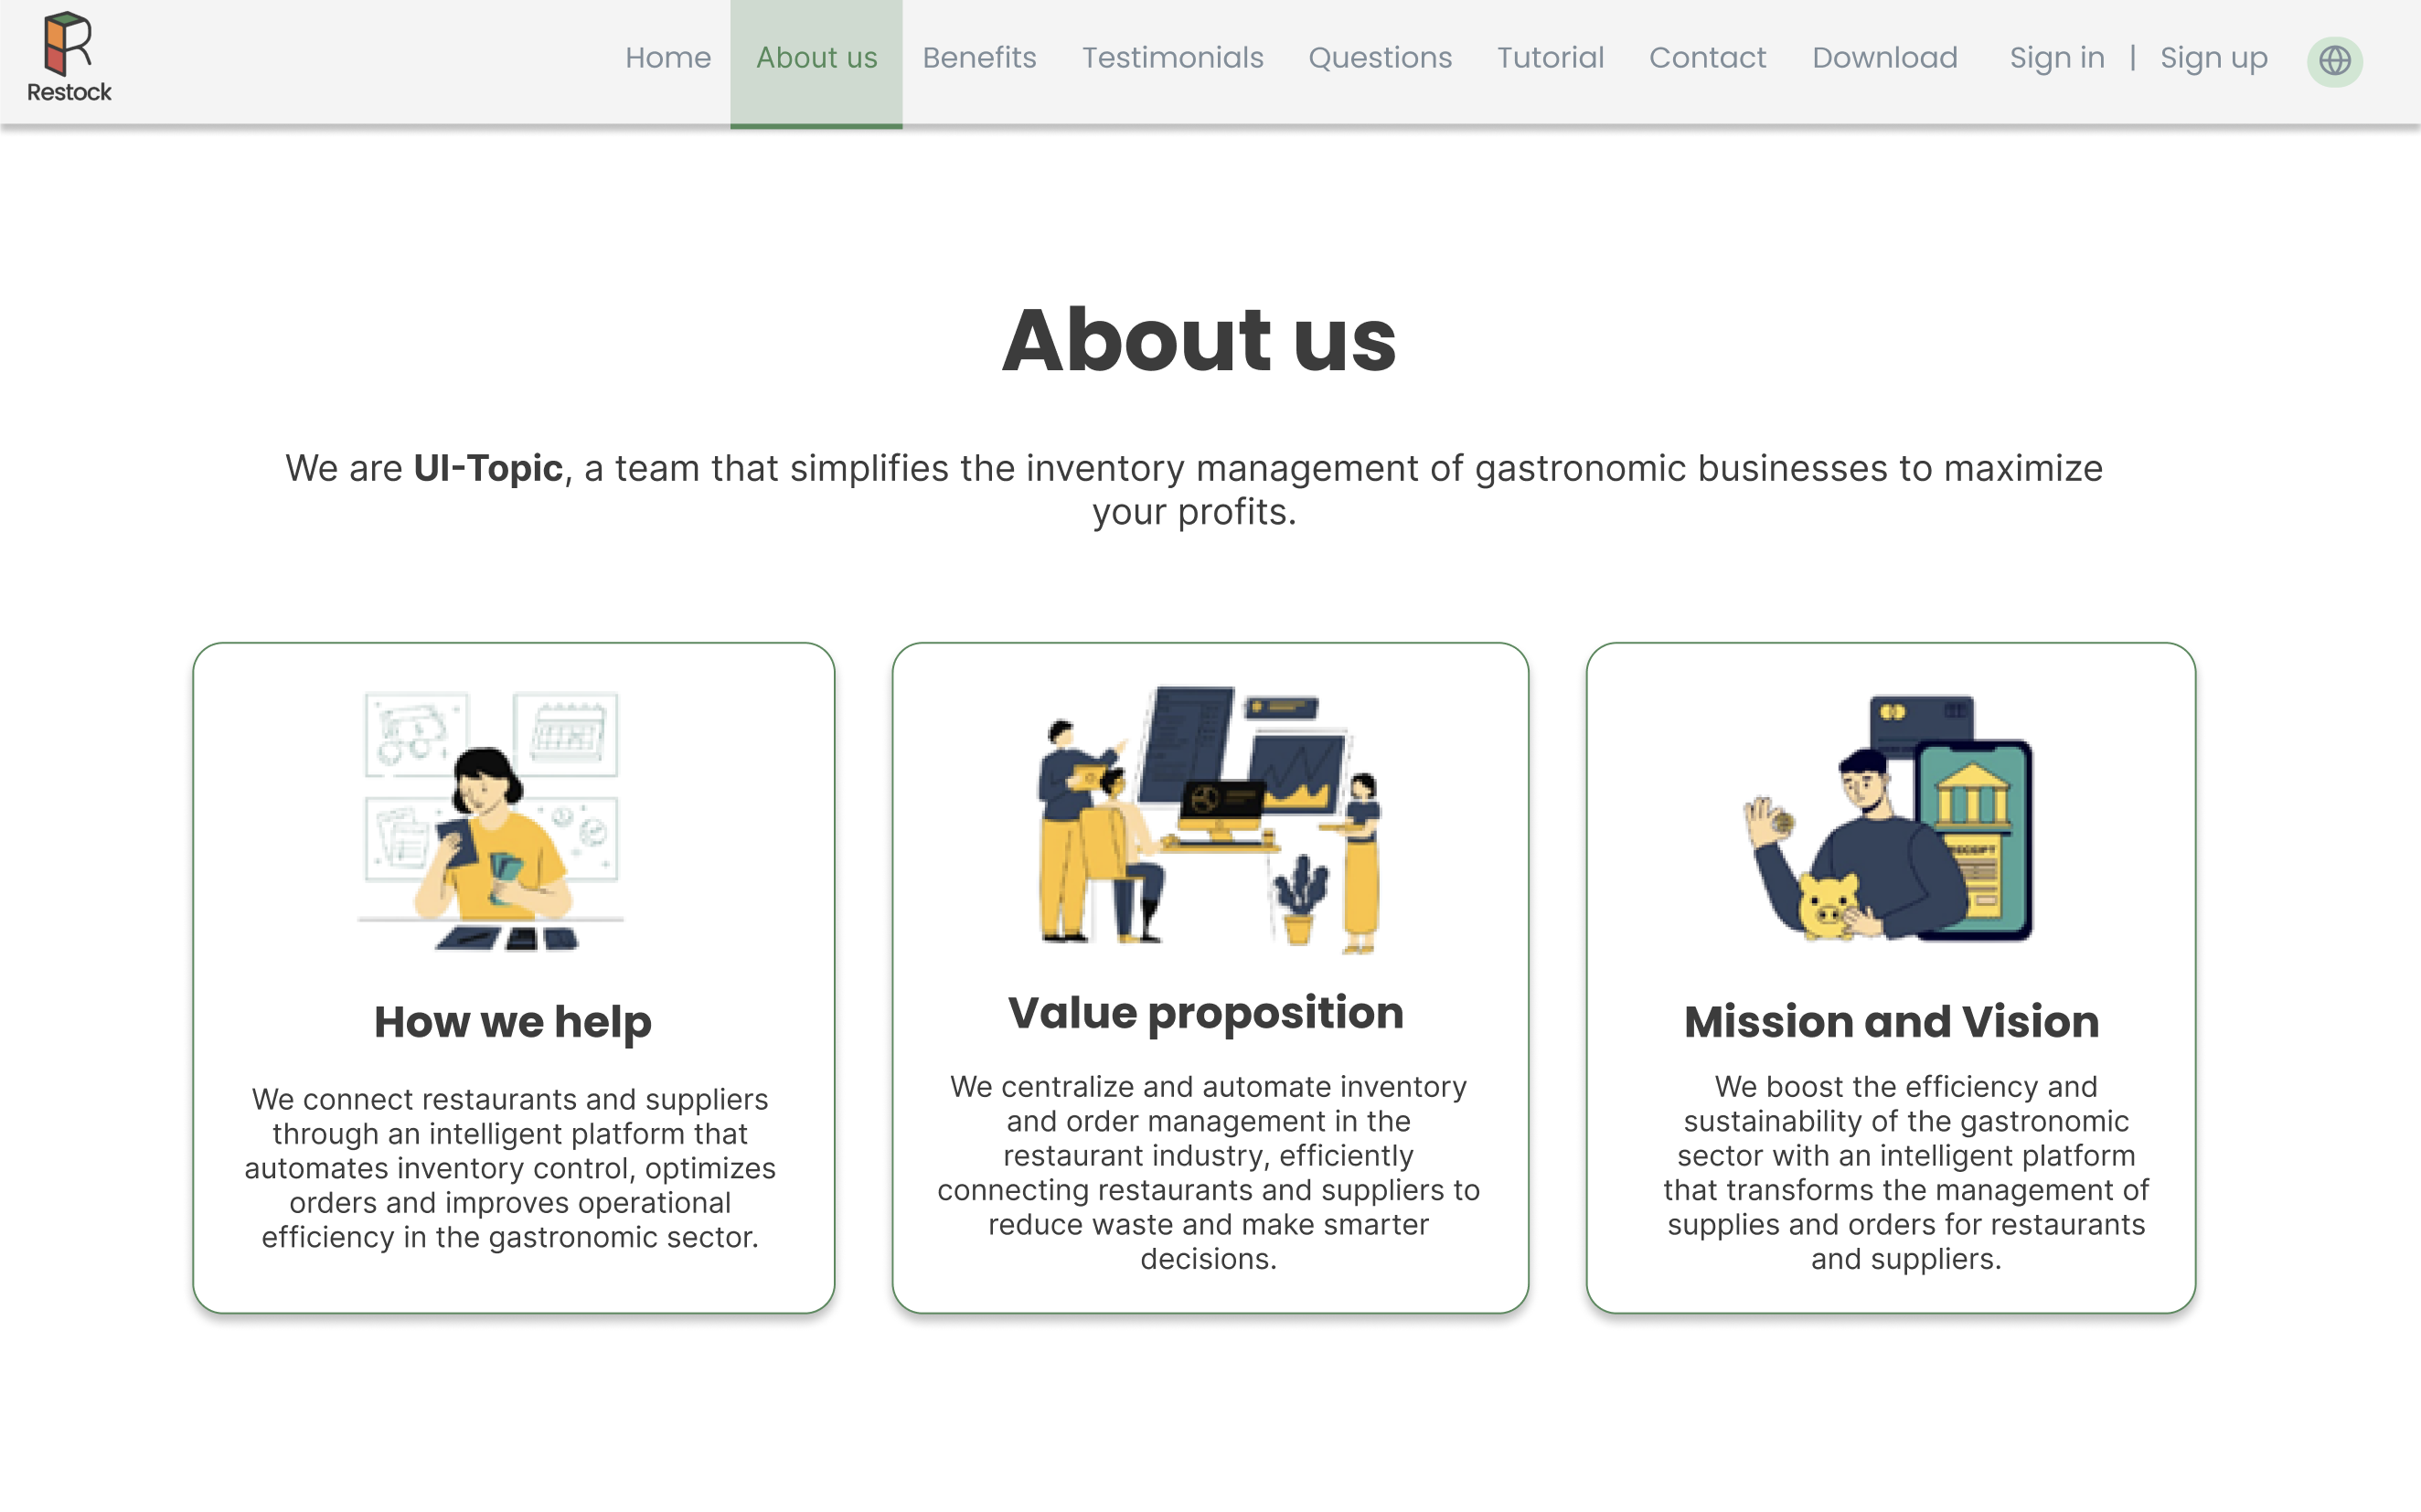 Restock
Home About us Benefits Testimonials Questions Tutorial Contact Download Sign in | Sign up
About us
We are UI-Topic, a team that simplifies the inventory management of gastronomic businesses to maximize
your profits.
How we help
We connect restaurants and suppliers
through an intelligent platform that
automates inventory control, optimizes
orders and improves operational
efficiency in the gastronomic sector.
Value proposition
We centralize and automate inventory
and order management in the
restaurant industry, efficiently
connecting restaurants and suppliers to
reduce waste and make smarter
decisions.
RECEIPT
Mission and Vision
We boost the efficiency and
sustainability of the gastronomic
sector with an intelligent platform
that transforms the management of
supplies and orders for restaurants
and suppliers.